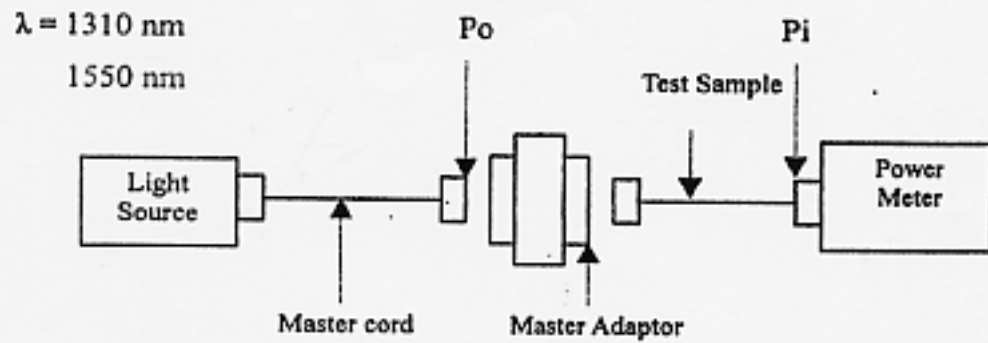 λ = 1310 nm
1550 nm
Po
Pi
Test Sample
Light
Source
Power
Meter
Master cord
Master Adaptor